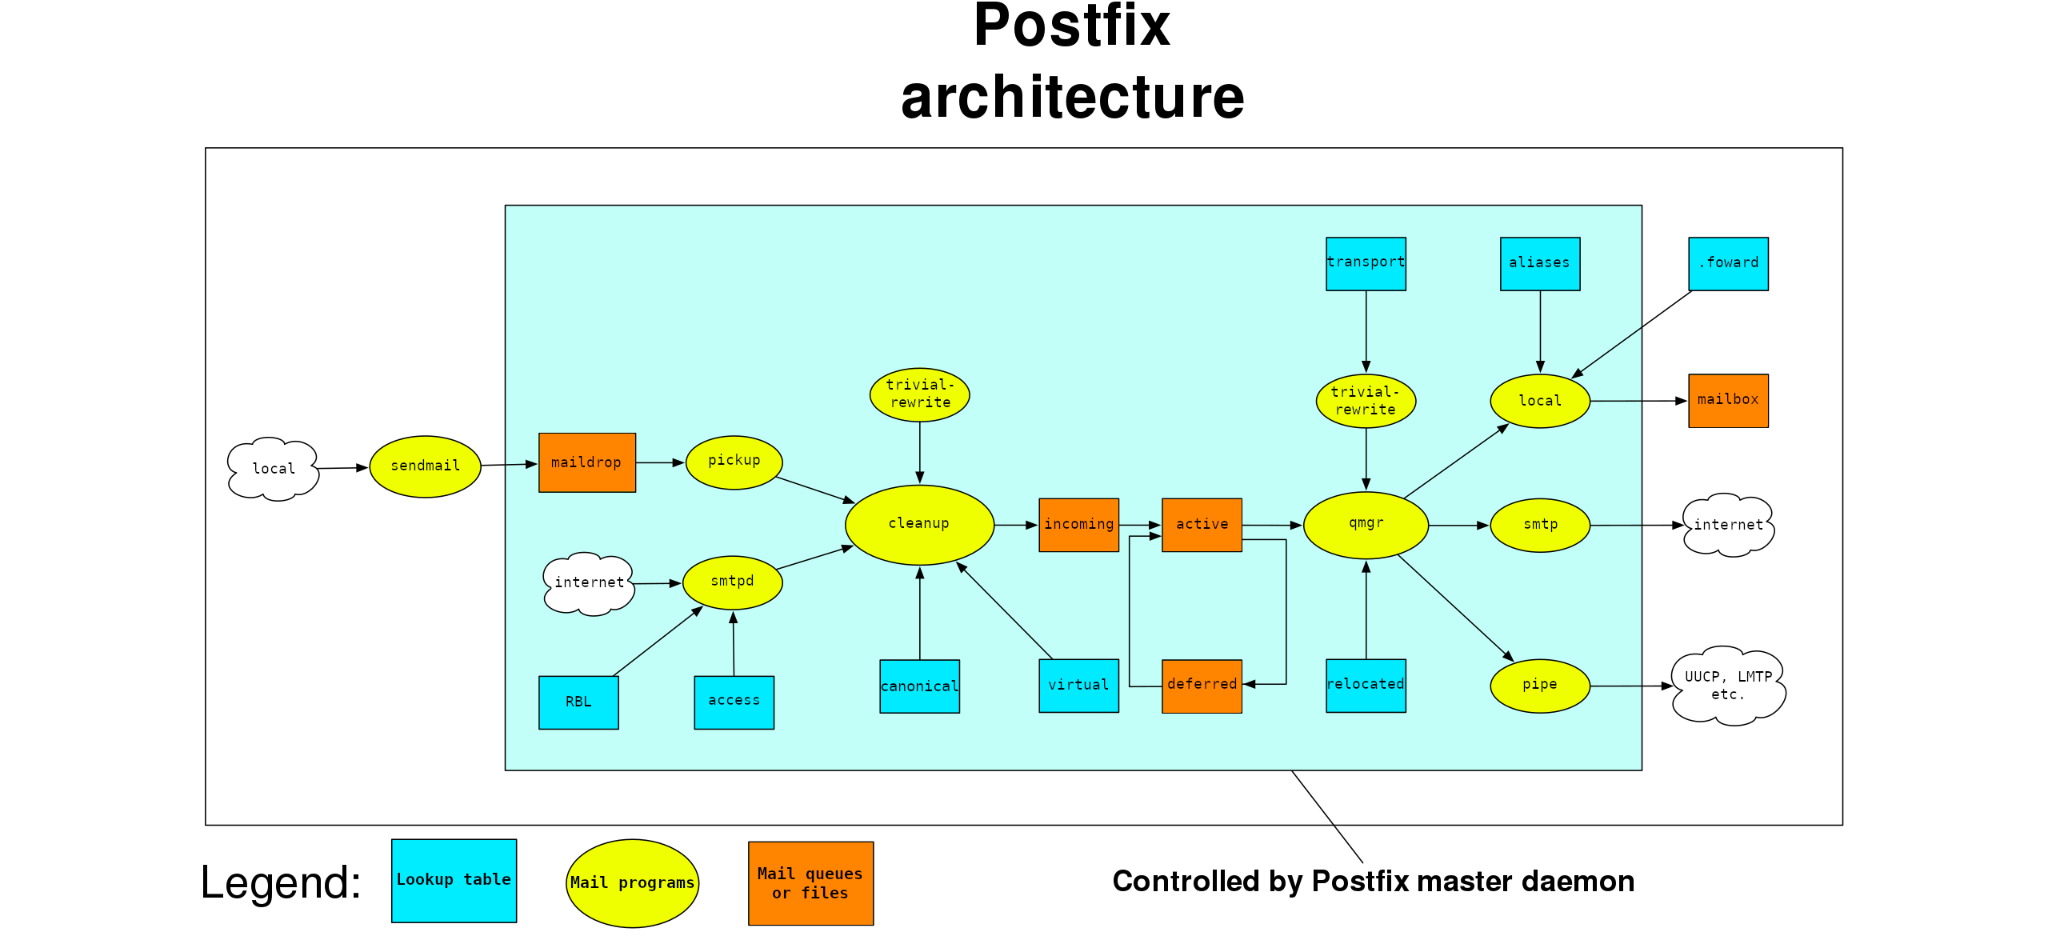 Postfix
architecture
transport
aliases
.foward
trivial-
rewrite
trivial-
rewrite
local
mailbox
local
sendmail
maildrop
pickup
cleanup
incoming
active
qmgr
smtp
internet
internet
smtpd
RBL
access
canonical
virtual
deferred
relocated
pipe
UUCP, LMTP
etc.
Legend:
Lookup table
Mail programs
Mail queues
or files
Controlled by Postfix master daemon